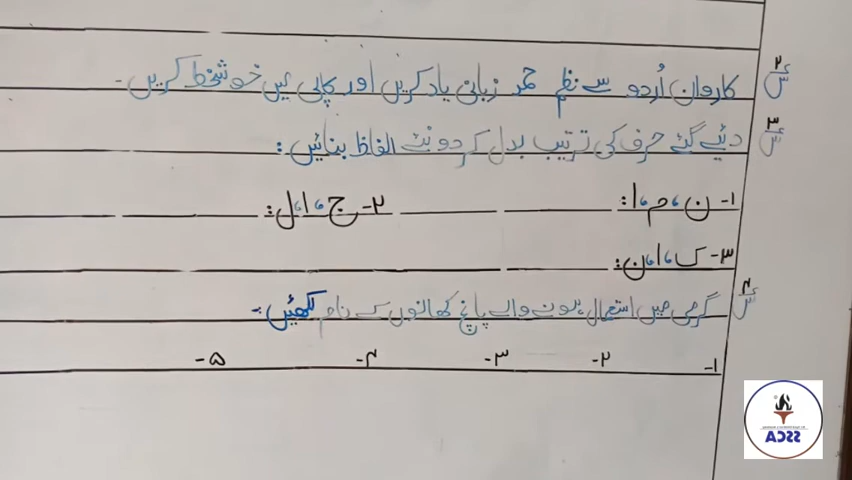 س۲ کاروان اُردو سے نظم حمد زبانی یاد کریں اور کاپی میں خوشخط کریں۔
س۳ دئیے گئے حرف کی ترتیب بدل کر دو نئے الفاظ بنائیں:
۱- ن، م، ا: ۲- ج، ا، ل:
۳- ک، ا، ن:
س۴ گرمی میں استعمال ہونے والے پانچ کھانوں کے نام لکھیں:-
۱- ۲- ۳- ۴- ۵-
ACSS